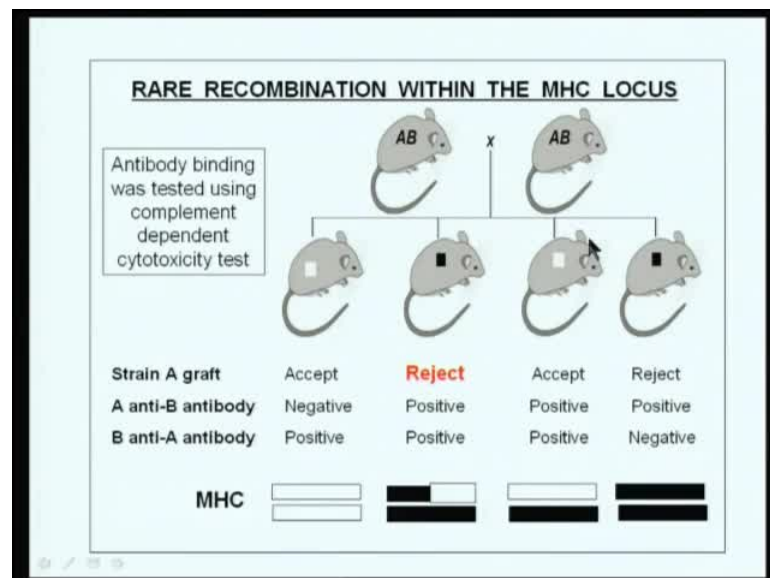 RARE RECOMBINATION WITHIN THE MHC LOCUS
AB x AB
Antibody binding
was tested using
complement
dependent
cytotoxicity test
Strain A graft Accept Reject Accept Reject
A anti-B antibody Negative Positive Positive Positive
B anti-A antibody Positive Positive Positive Negative
MHC